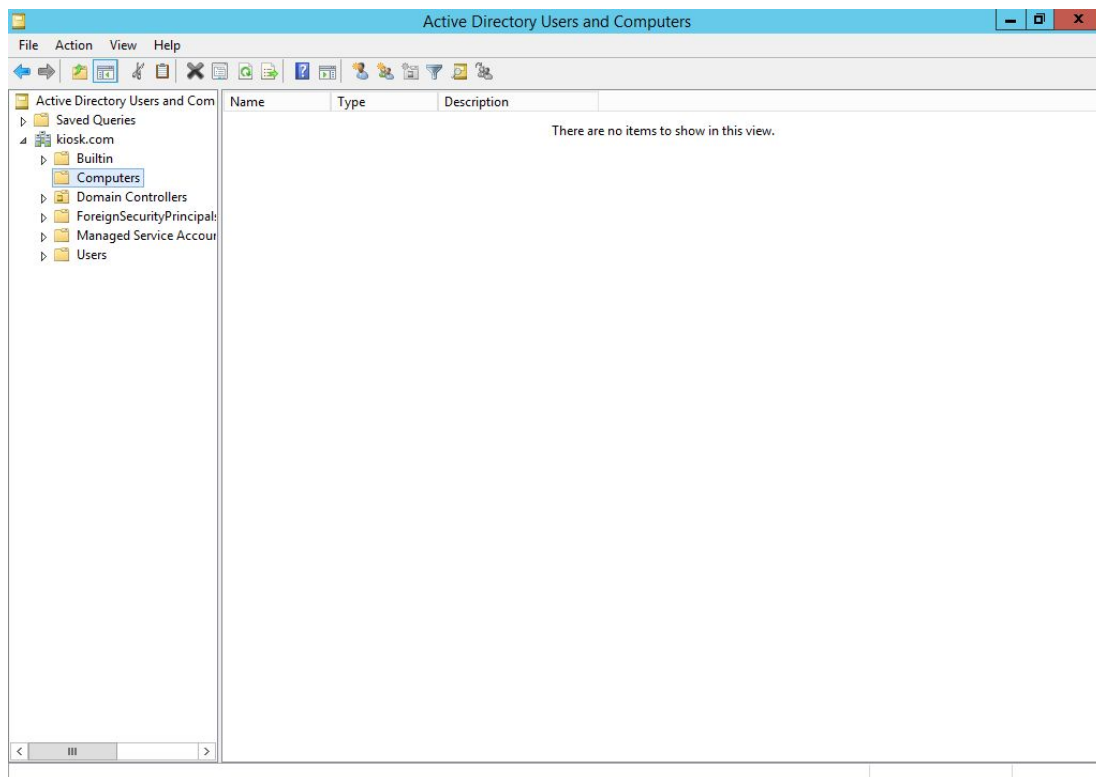 Active Directory Users and Computers
File Action View Help
Active Directory Users and Com
Saved Queries
kiosk.com
Builtin
Computers
Domain Controllers
ForeignSecurityPrincipals
Managed Service Accour
Users
Name Type Description
There are no items to show in this view.